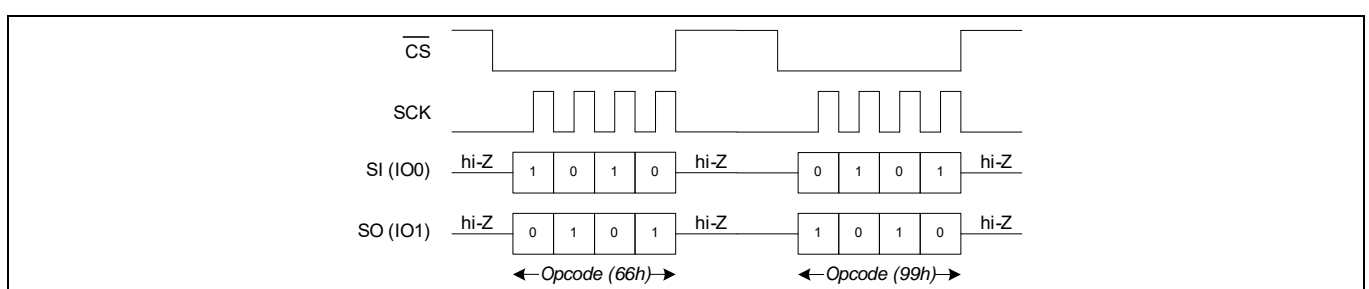 CS
SCK
SI (IO0) hi-Z 1 0 1 0 hi-Z 0 1 0 1 hi-Z
SO (IO1) hi-Z 0 1 0 1 hi-Z 1 0 1 0 hi-Z
Opcode (66h) Opcode (99h)